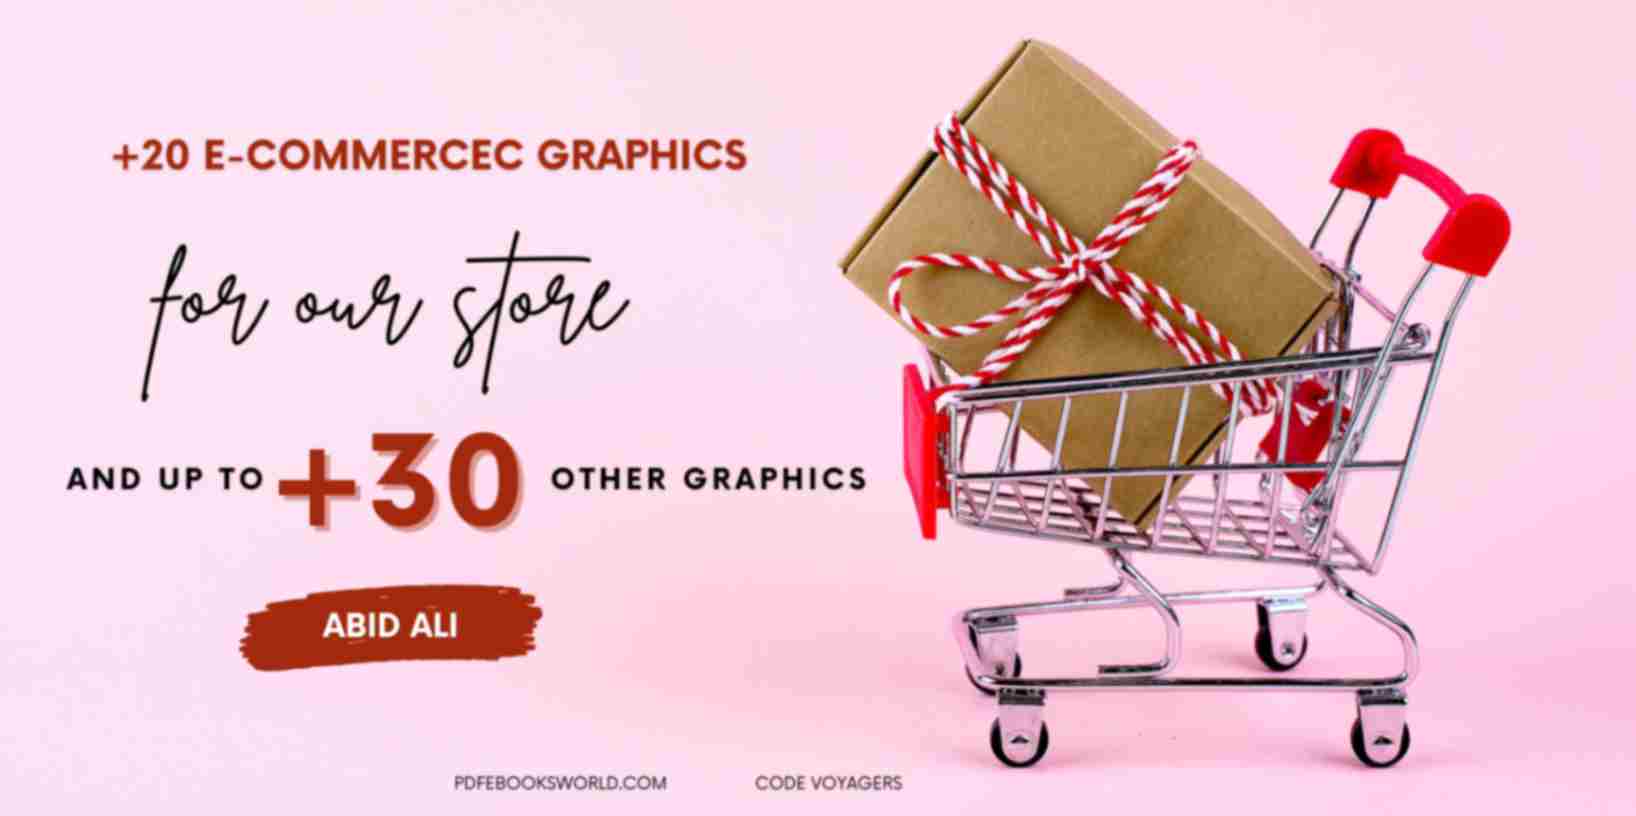 +20 E-COMMERCEC GRAPHICS
for our store
AND UP TO +30 OTHER GRAPHICS
ABID ALI
PDFEBOOKSWORLD.COM CODE VOYAGERS